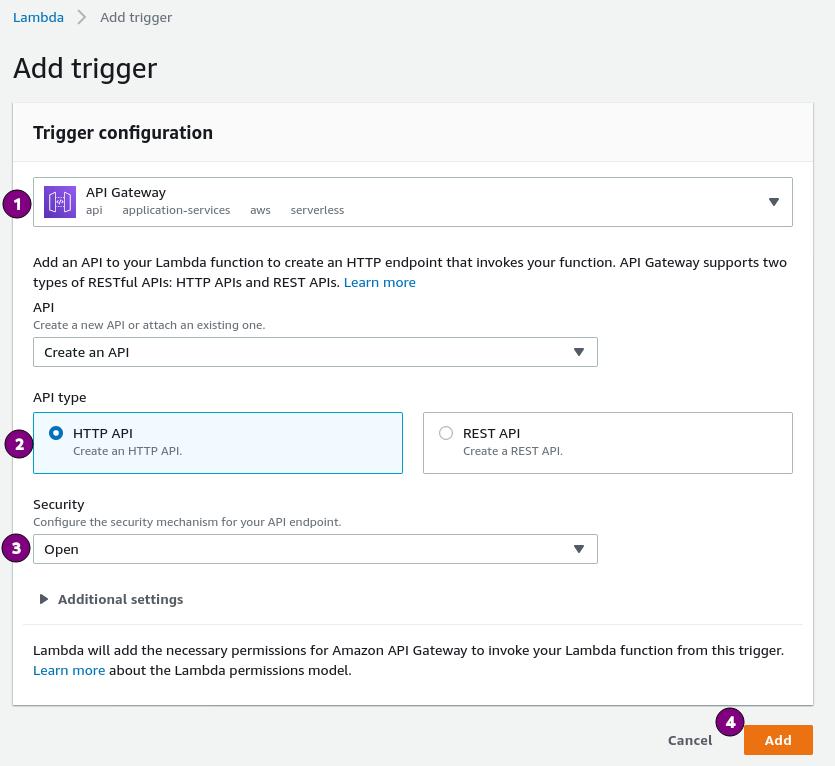 Lambda > Add trigger
Add trigger
Trigger configuration
1
API Gateway
api application-services aws serverless
Add an API to your Lambda function to create an HTTP endpoint that invokes your function. API Gateway supports two
types of RESTful APIs: HTTP APIs and REST APIs. Learn more
API
Create a new API or attach an existing one.
Create an API
API type
2
HTTP API
Create an HTTP API.
REST API
Create a REST API.
Security
Configure the security mechanism for your API endpoint.
3
Open
Additional settings
Lambda will add the necessary permissions for Amazon API Gateway to invoke your Lambda function from this trigger.
Learn more about the Lambda permissions model.
Cancel
4
Add